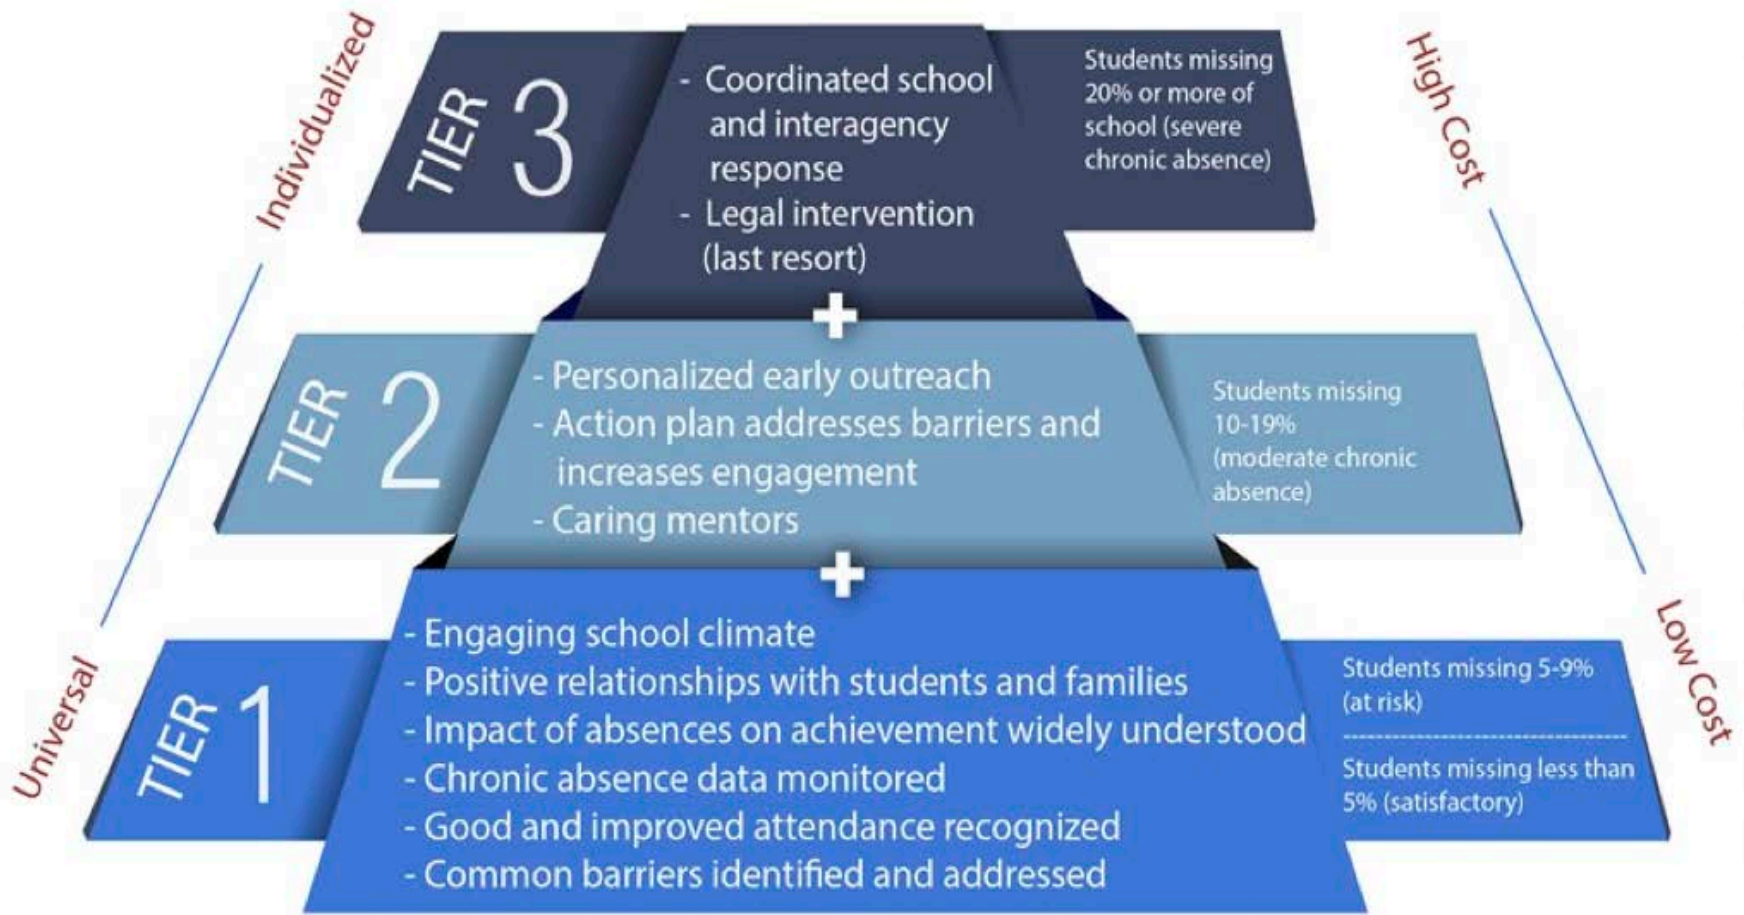 Individualized
TIER 3
- Coordinated school
and interagency
response
- Legal intervention
(last resort)
Students missing
20% or more of
school (severe
chronic absence)
High Cost
+
TIER 2
- Personalized early outreach
- Action plan addresses barriers and
increases engagement
- Caring mentors
Students missing
10-19%
(moderate chronic
absence)
+
Universal
TIER 1
- Engaging school climate
- Positive relationships with students and families
- Impact of absences on achievement widely understood
- Chronic absence data monitored
- Good and improved attendance recognized
- Common barriers identified and addressed
Students missing 5-9%
(at risk)
Students missing less than
5% (satisfactory)
Low Cost